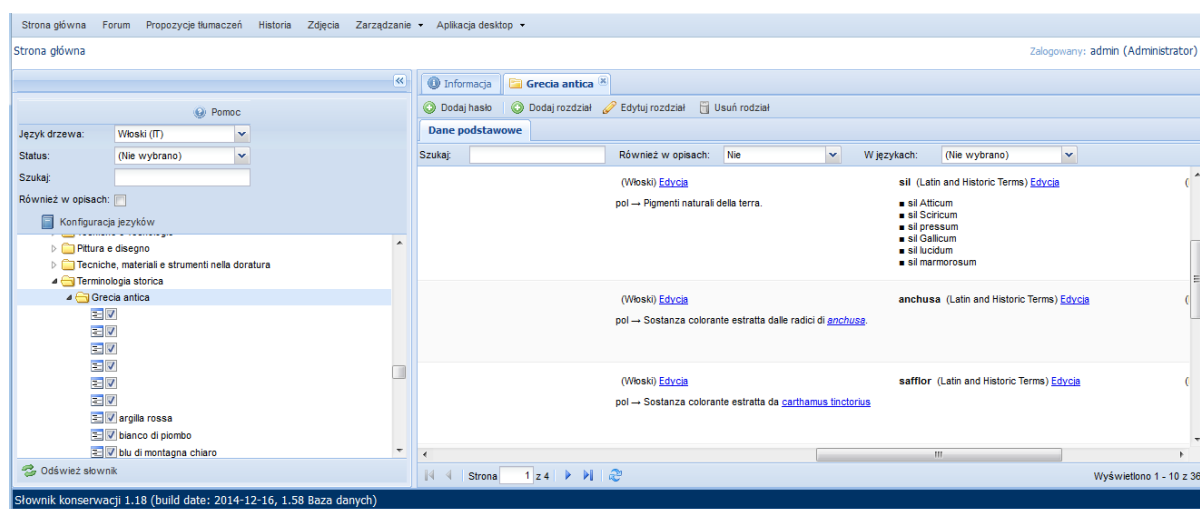 Strona główna Forum Propozycje tłumaczeń Historia Zdjęcia Zarządzanie Aplikacja desktop
Strona główna
Zalogowany: admin (Administrator)
Pomoc
Język drzewa: Włoski (IT)
Status: (Nie wybrano)
Szukaj:
Również w opisach:
Konfiguracja języków
Pittura e disegno
Tecniche, materiali e strumenti nella doratura
Terminologia storica
Grecia antica
argilla rossa
bianco di piombo
blu di montagna chiaro
Odśwież słownik
Informacja Grecia antica
Dodaj hasło Dodaj rozdział Edytuj rozdział Usuń rodział
Dane podstawowe
Szukaj: Również w opisach: Nie W językach: (Nie wybrano)
(Włoski) Edycja
pol → Pigmenti naturali della terra.
sil (Latin and Historic Terms) Edycja
■ sil Atticum
■ sil Sciricum
■ sil pressum
■ sil Gallicum
■ sil lucidum
■ sil marmorosum
(Włoski) Edycja
pol → Sostanza colorante estratta dalle radici di anchusa.
anchusa (Latin and Historic Terms) Edycja
(Włoski) Edycja
pol → Sostanza colorante estratta da carthamus tinctorius
safflor (Latin and Historic Terms) Edycja
Strona 1 z 4
Wyświetlono 1 - 10 z 36
Słownik konserwacji 1.18 (build date: 2014-12-16, 1.58 Baza danych)